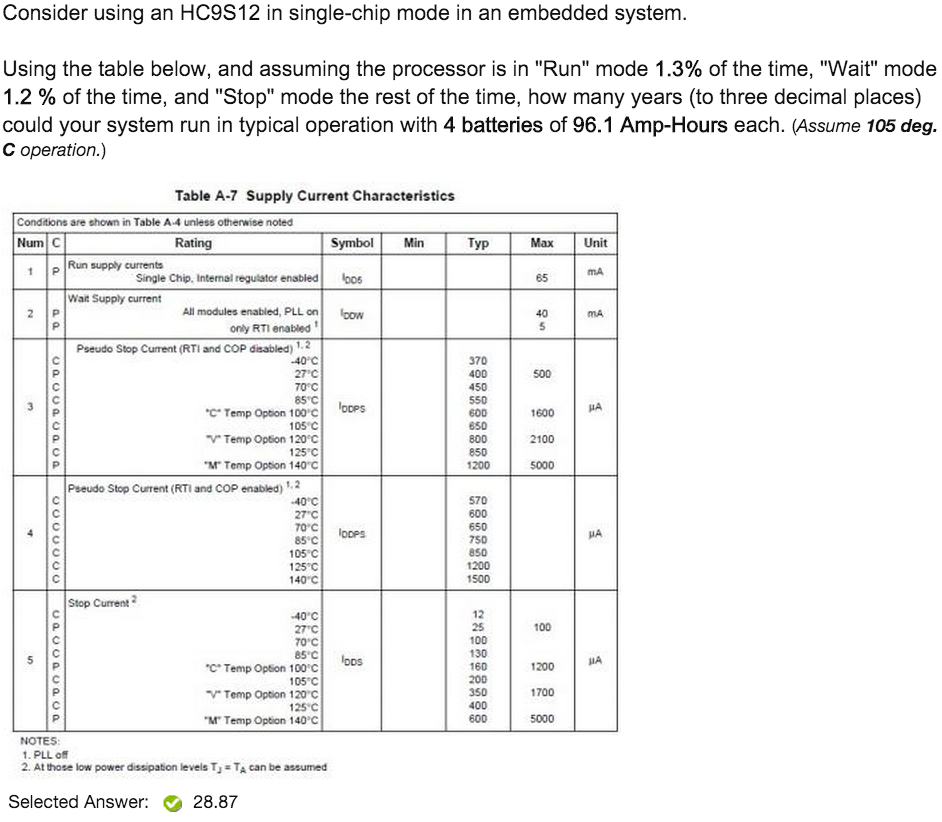 Consider using an HC9S12 in single-chip mode in an embedded system.
Using the table below, and assuming the processor is in "Run" mode 1.3% of the time, "Wait" mode
1.2 % of the time, and "Stop" mode the rest of the time, how many years (to three decimal places)
could your system run in typical operation with 4 batteries of 96.1 Amp-Hours each. (Assume 105 deg.
C operation.)
Table A-7 Supply Current Characteristics
Conditions are shown in Table A-4 unless otherwise noted
Num C Rating Symbol Min Typ Max Unit
1 P Run supply currents
Single Chip, Internal regulator enabled IDD5 65 mA
Wait Supply current
2 P All modules enabled, PLL on IDDW 40 mA
P only RTI enabled 1 5
Pseudo Stop Current (RTI and COP disabled) 1, 2
C -40°C 370
P 27°C 400 500
C 70°C 450
C 85°C 550
3 P "C" Temp Option 100°C IDDPS 600 1600 µA
C 105°C 650
P "V" Temp Option 120°C 800 2100
C 125°C 850
P "M" Temp Option 140°C 1200 5000
Pseudo Stop Current (RTI and COP enabled) 1, 2
C -40°C 570
C 27°C 600
C 70°C 650
4 C 85°C IDDPS 750 µA
C 105°C 850
C 125°C 1200
C 140°C 1500
Stop Current 2
C -40°C 12
P 27°C 25 100
C 70°C 100
C 85°C 130
5 P "C" Temp Option 100°C IDDS 160 1200 µA
C 105°C 200
P "V" Temp Option 120°C 350 1700
C 125°C 400
P "M" Temp Option 140°C 600 5000
NOTES:
1. PLL off
2. At those low power dissipation levels TJ = TA can be assumed
Selected Answer: 28.87